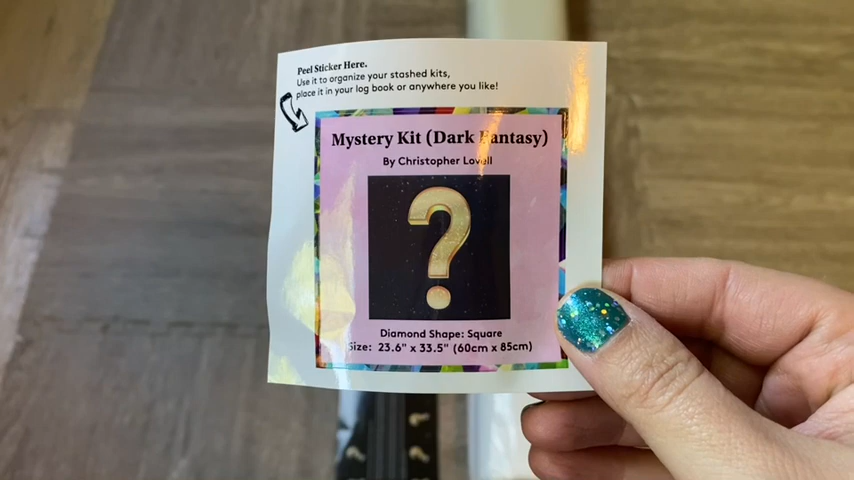 Peel Sticker Here.
Use it to organize your stashed kits,
place it in your log book or anywhere you like!
Mystery Kit (Dark Fantasy)
By Christopher Lovell
?
Diamond Shape: Square
Size: 23.6" x 33.5" (60cm x 85cm)